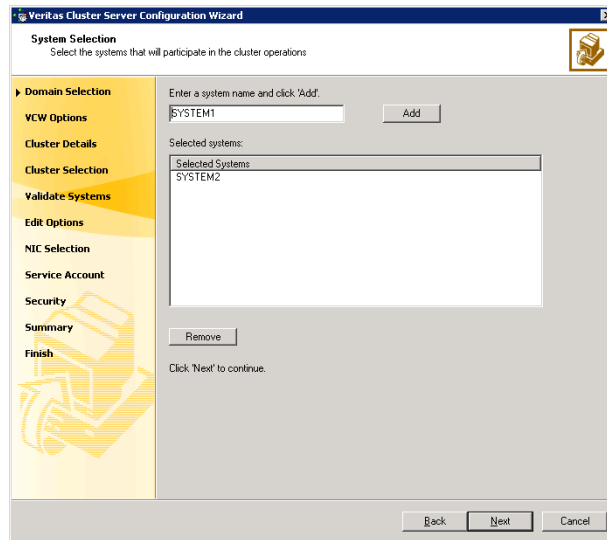 Veritas Cluster Server Configuration Wizard
System Selection
Select the systems that will participate in the cluster operations
Domain Selection
VCW Options
Cluster Details
Cluster Selection
Validate Systems
Edit Options
NIC Selection
Service Account
Security
Summary
Finish
Enter a system name and click 'Add'.
SYSTEM1
Add
Selected systems:
Selected Systems
SYSTEM2
Remove
Click 'Next' to continue.
Back
Next
Cancel